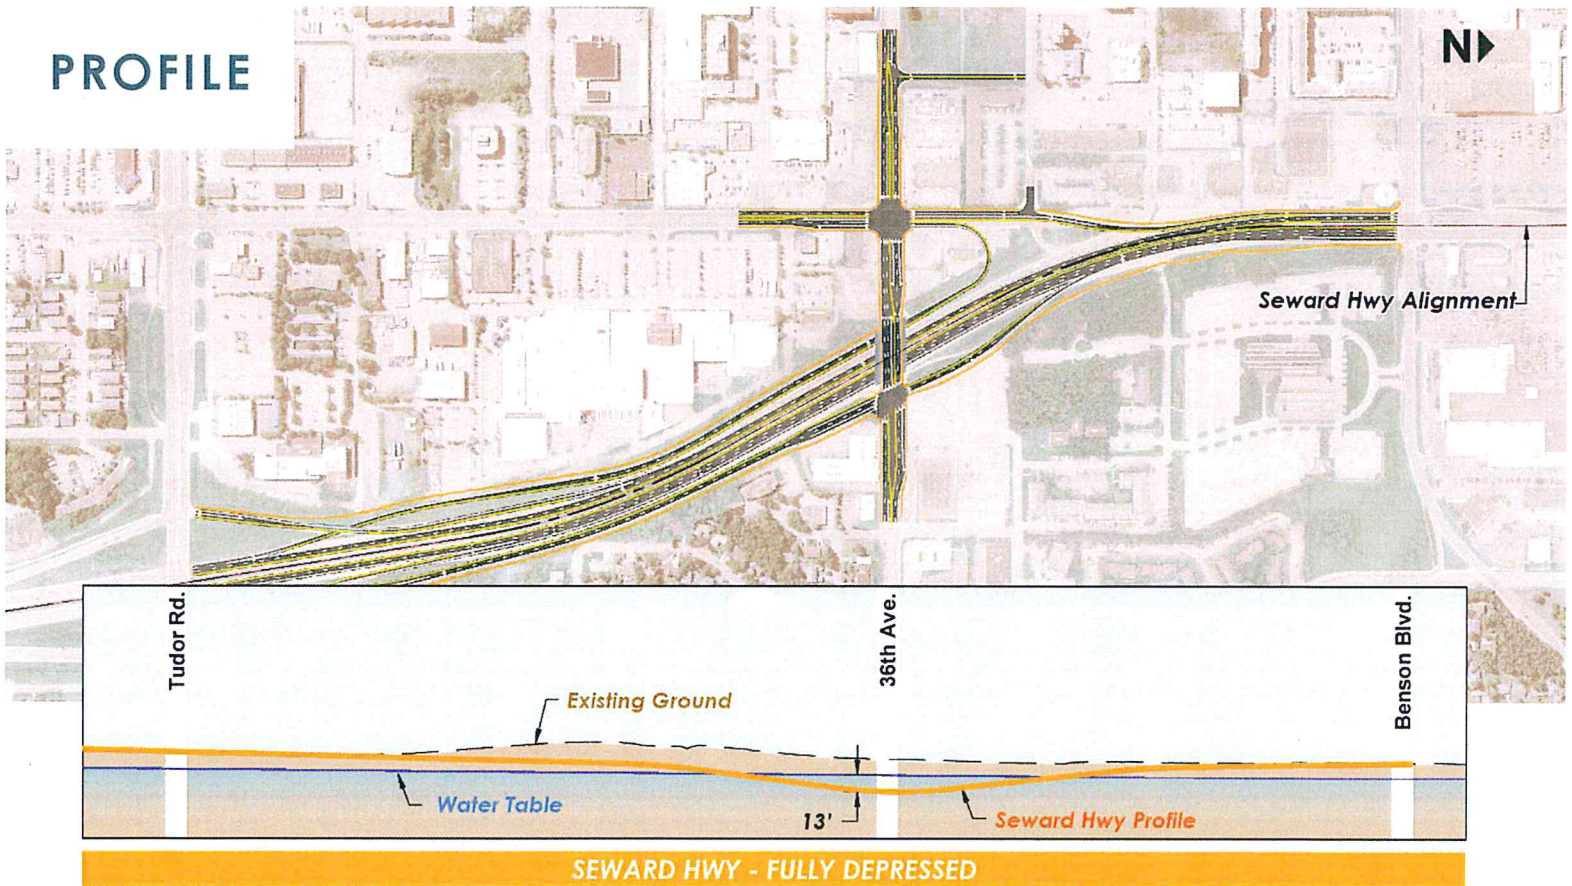 PROFILE
N
Seward Hwy Alignment
Tudor Rd.
36th Ave.
Benson Blvd.
Existing Ground
Water Table
13'
Seward Hwy Profile
SEWARD HWY - FULLY DEPRESSED